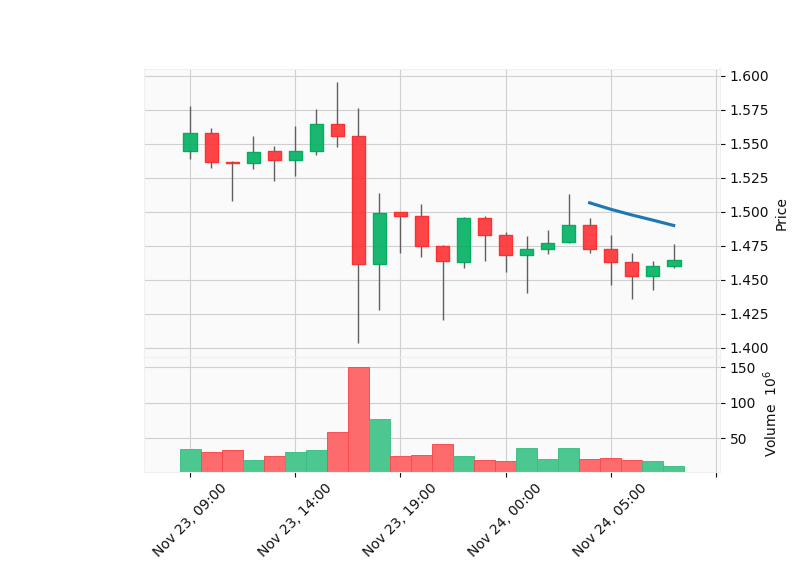 1.600
1.575
1.550
1.525
1.500
1.475
1.450
1.425
1.400
Price
150
100
50
Volume 10⁶
Nov 23, 09:00
Nov 23, 14:00
Nov 23, 19:00
Nov 24, 00:00
Nov 24, 05:00